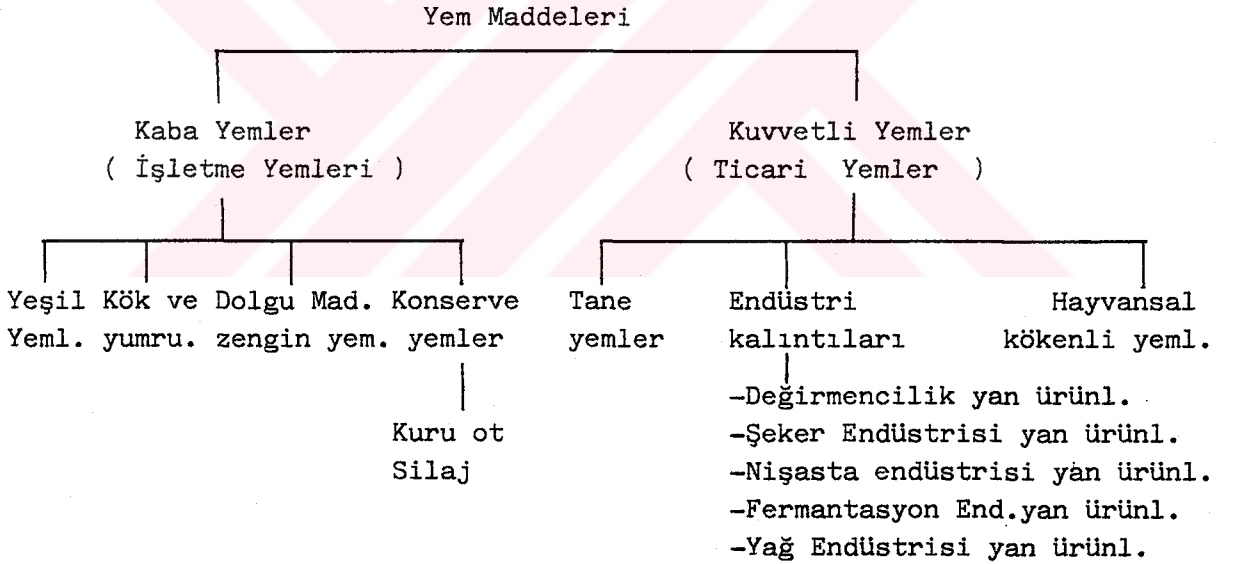 Yem Maddeleri
Kaba Yemler
( İşletme Yemleri )
Kuvvetli Yemler
( Ticari Yemler )
Yeşil
Yeml.
Kök ve
yumru.
Dolgu Mad.
zengin yem.
Konserve
yemler
Kuru ot
Silaj
Tane
yemler
Endüstri
kalıntıları
-Değirmencilik yan ürünl.
-Şeker Endüstrisi yan ürünl.
-Nişasta endüstrisi yan ürünl.
-Fermantasyon End.yan ürünl.
-Yağ Endüstrisi yan ürünl.
Hayvansal
kökenli yeml.